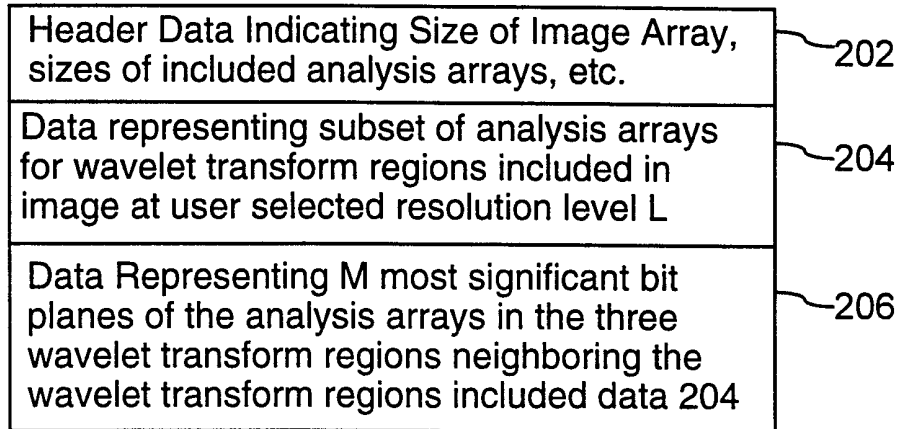 Header Data Indicating Size of Image Array,
sizes of included analysis arrays, etc.
202
Data representing subset of analysis arrays
for wavelet transform regions included in
image at user selected resolution level L
204
Data Representing M most significant bit
planes of the analysis arrays in the three
wavelet transform regions neighboring the
wavelet transform regions included data 204
206